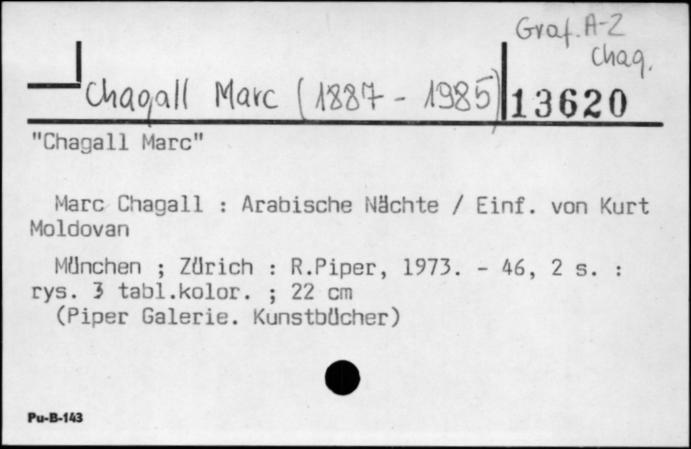 Graf. A-Z
Chag.
Chagall Marc (1887 - 1985)
13620
"Chagall Marc"
Marc Chagall : Arabische Nächte / Einf. von Kurt
Moldovan
München ; Zürich : R.Piper, 1973. - 46, 2 s. :
rys. 3 tabl.kolor. ; 22 cm
(Piper Galerie. Kunstbücher)
Pu-B-143